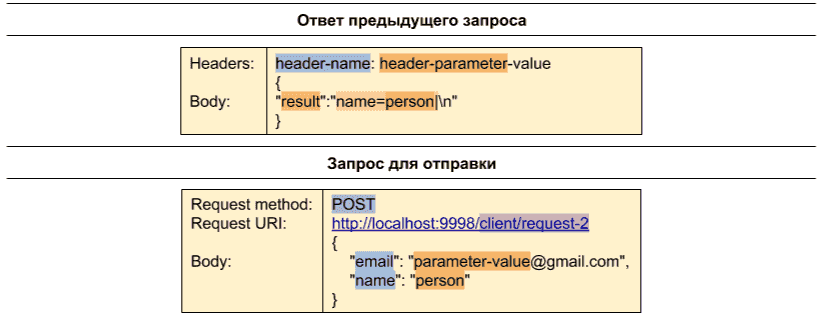 Ответ предыдущего запроса
Headers: header-name: header-parameter-value
{
Body: "result":"name=person|\n"
}
Запрос для отправки
Request method: POST
Request URI: http://localhost:9998/client/request-2
{
Body: "email": "parameter-value@gmail.com",
"name": "person"
}